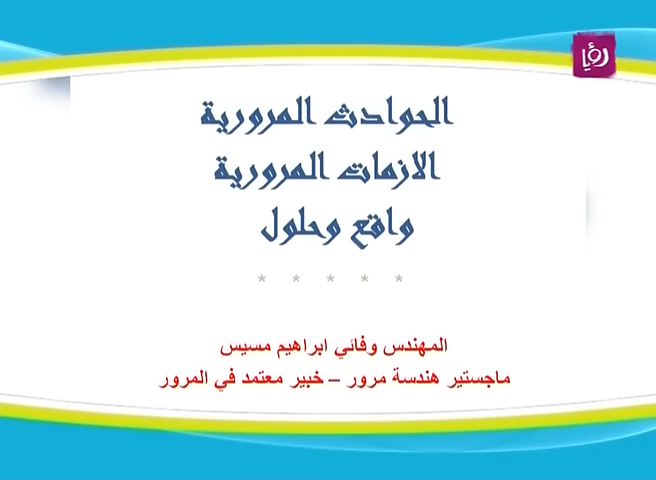 رؤيا
الحوادث المرورية
الازمات المرورية
واقع وحلول
* * * * *
المهندس وفائي ابراهيم مسيس
ماجستير هندسة مرور – خبير معتمد في المرور